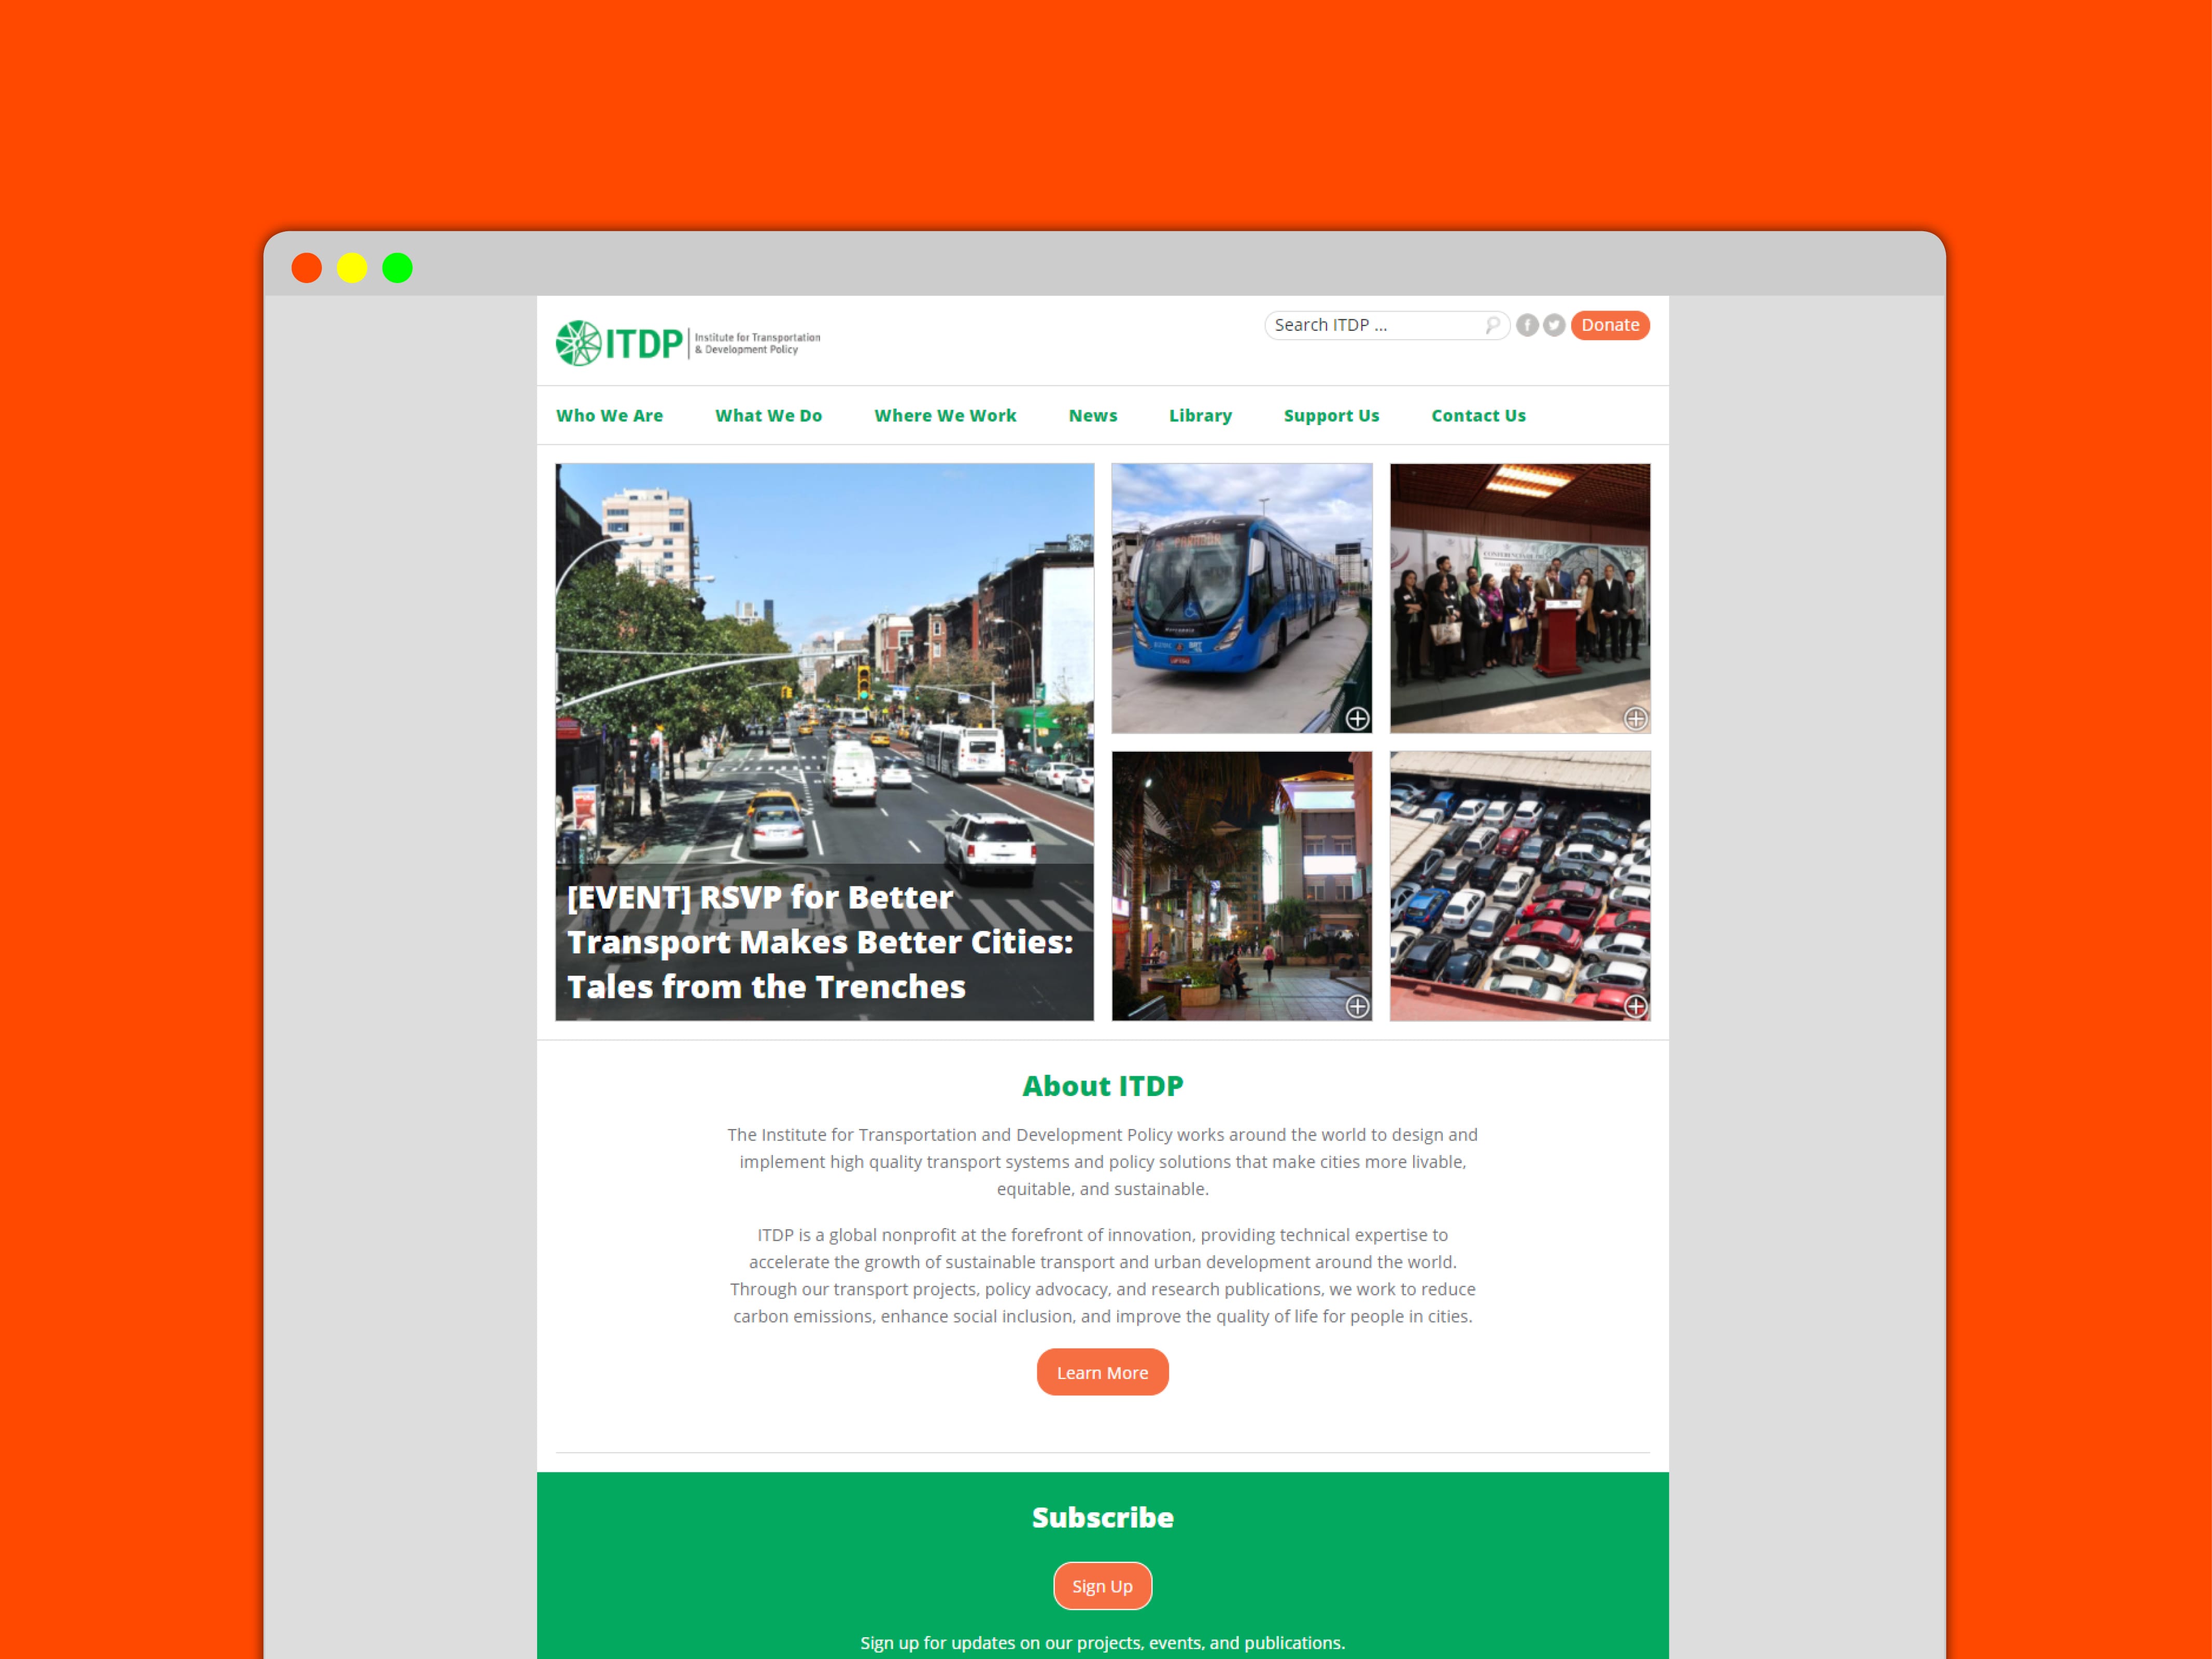 ITDP
Institute for Transportation
& Development Policy
Search ITDP ...
Donate
Who We Are
What We Do
Where We Work
News
Library
Support Us
Contact Us
[EVENT] RSVP for Better
Transport Makes Better Cities:
Tales from the Trenches
About ITDP
The Institute for Transportation and Development Policy works around the world to design and
implement high quality transport systems and policy solutions that make cities more livable,
equitable, and sustainable.
ITDP is a global nonprofit at the forefront of innovation, providing technical expertise to
accelerate the growth of sustainable transport and urban development around the world.
Through our transport projects, policy advocacy, and research publications, we work to reduce
carbon emissions, enhance social inclusion, and improve the quality of life for people in cities.
Learn More
Subscribe
Sign Up
Sign up for updates on our projects, events, and publications.